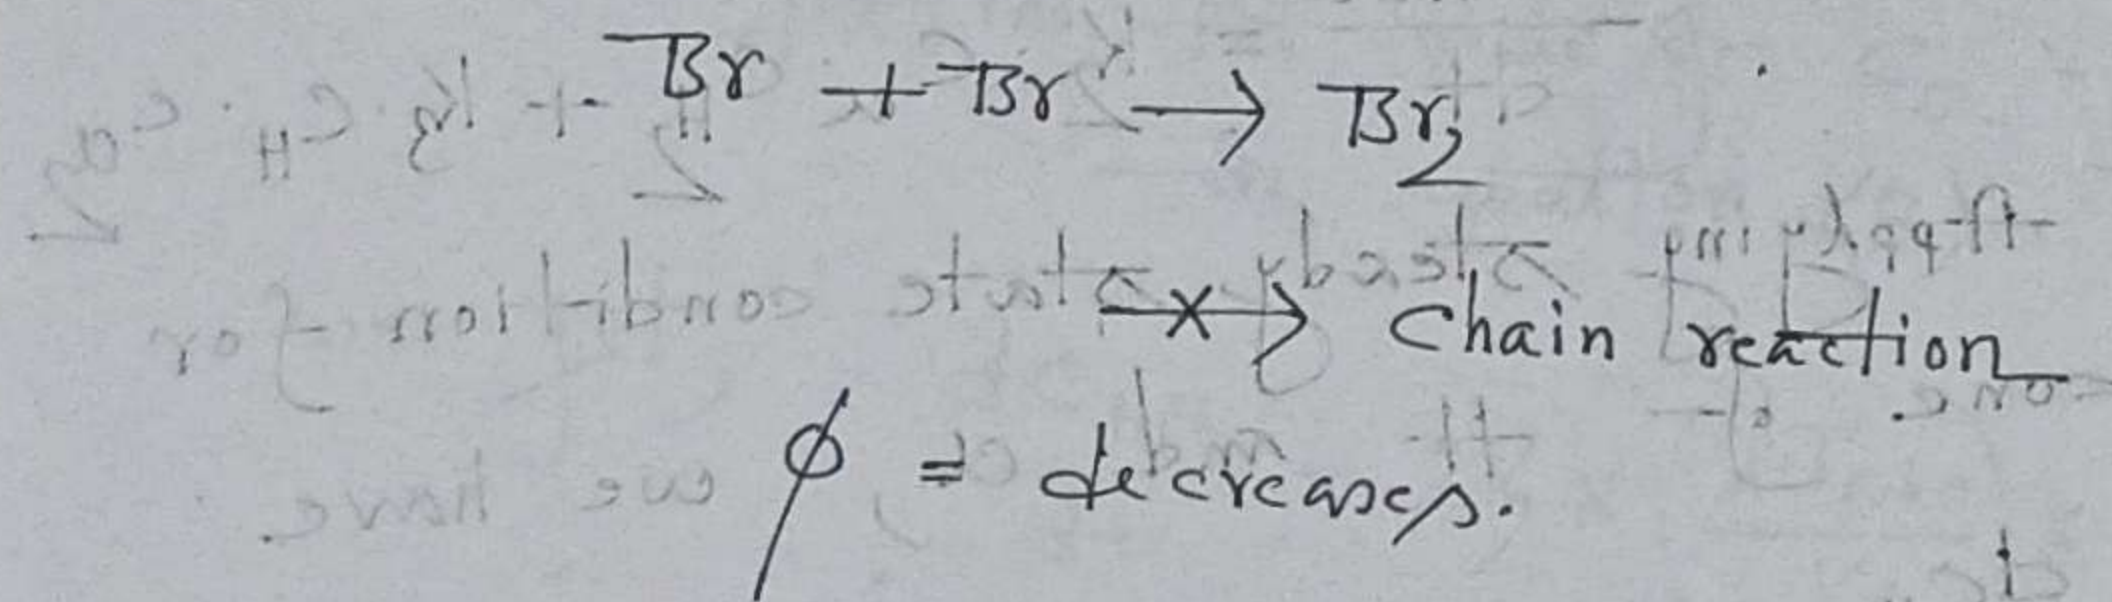 Br + Br → Br₂
—×→ Chain reaction
ϕ = decreases.